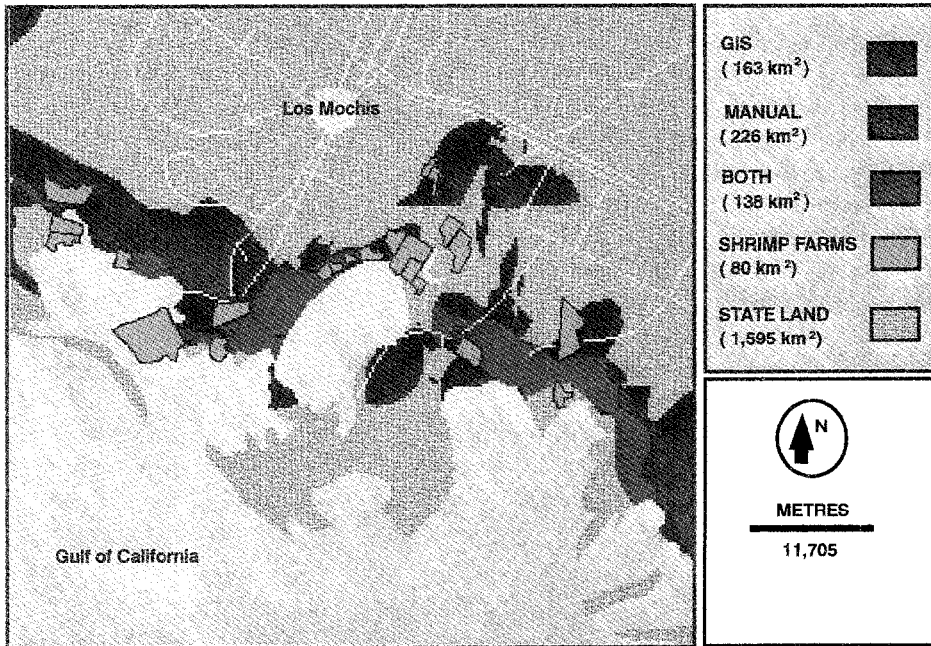 Los Mochis
Gulf of California
GIS
( 163 km²)
MANUAL
( 226 km²)
BOTH
( 138 km²)
SHRIMP FARMS
( 80 km²)
STATE LAND
( 1,595 km²)
N
METRES
11,705